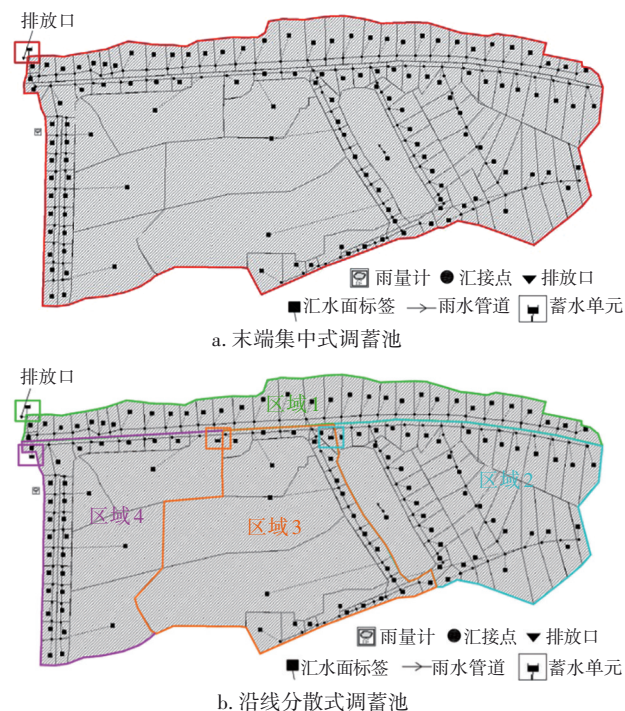 排放口
雨量计 汇接点 排放口
汇水面标签 雨水管道 蓄水单元
a. 末端集中式调蓄池
排放口
区域1
区域2
区域4
区域3
雨量计 汇接点 排放口
汇水面标签 雨水管道 蓄水单元
b. 沿线分散式调蓄池